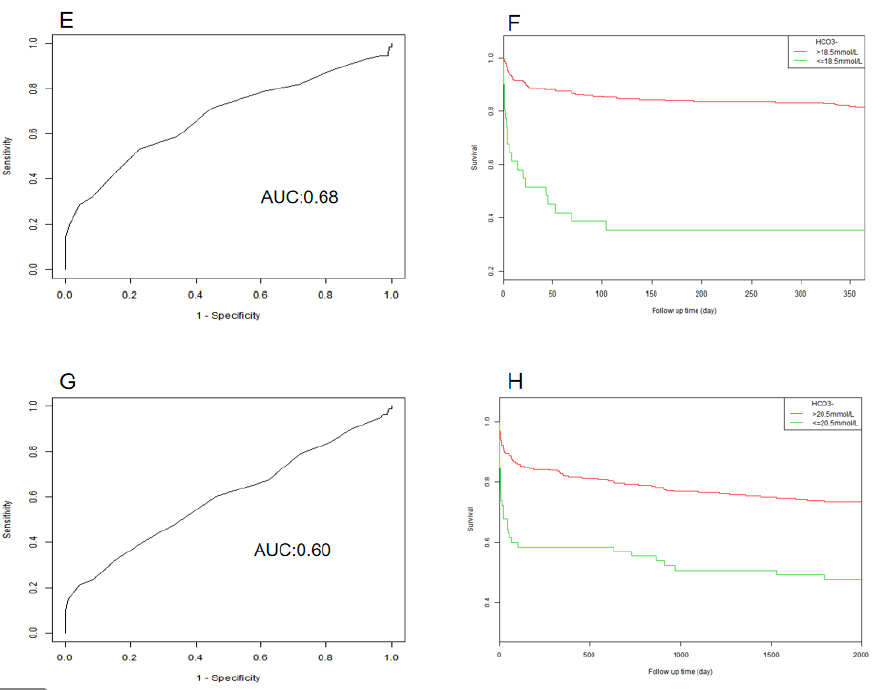 E
1.0
0.8
0.6
0.4
0.2
0.0
Sensitivity
AUC:0.68
0.0 0.2 0.4 0.6 0.8 1.0
1 - Specificity
F
HCO3-
>18.5mmol/L
<=18.5mmol/L
1.0
0.8
0.6
0.4
0.2
Survival
0 50 100 150 200 250 300 350
Follow up time (day)
G
1.0
0.8
0.6
0.4
0.2
0.0
Sensitivity
AUC:0.60
0.0 0.2 0.4 0.6 0.8 1.0
1 - Specificity
H
HCO3-
>20.5mmol/L
<=20.5mmol/L
1.0
0.8
0.6
0.4
Survival
0 500 1000 1500 2000
Follow up time (day)